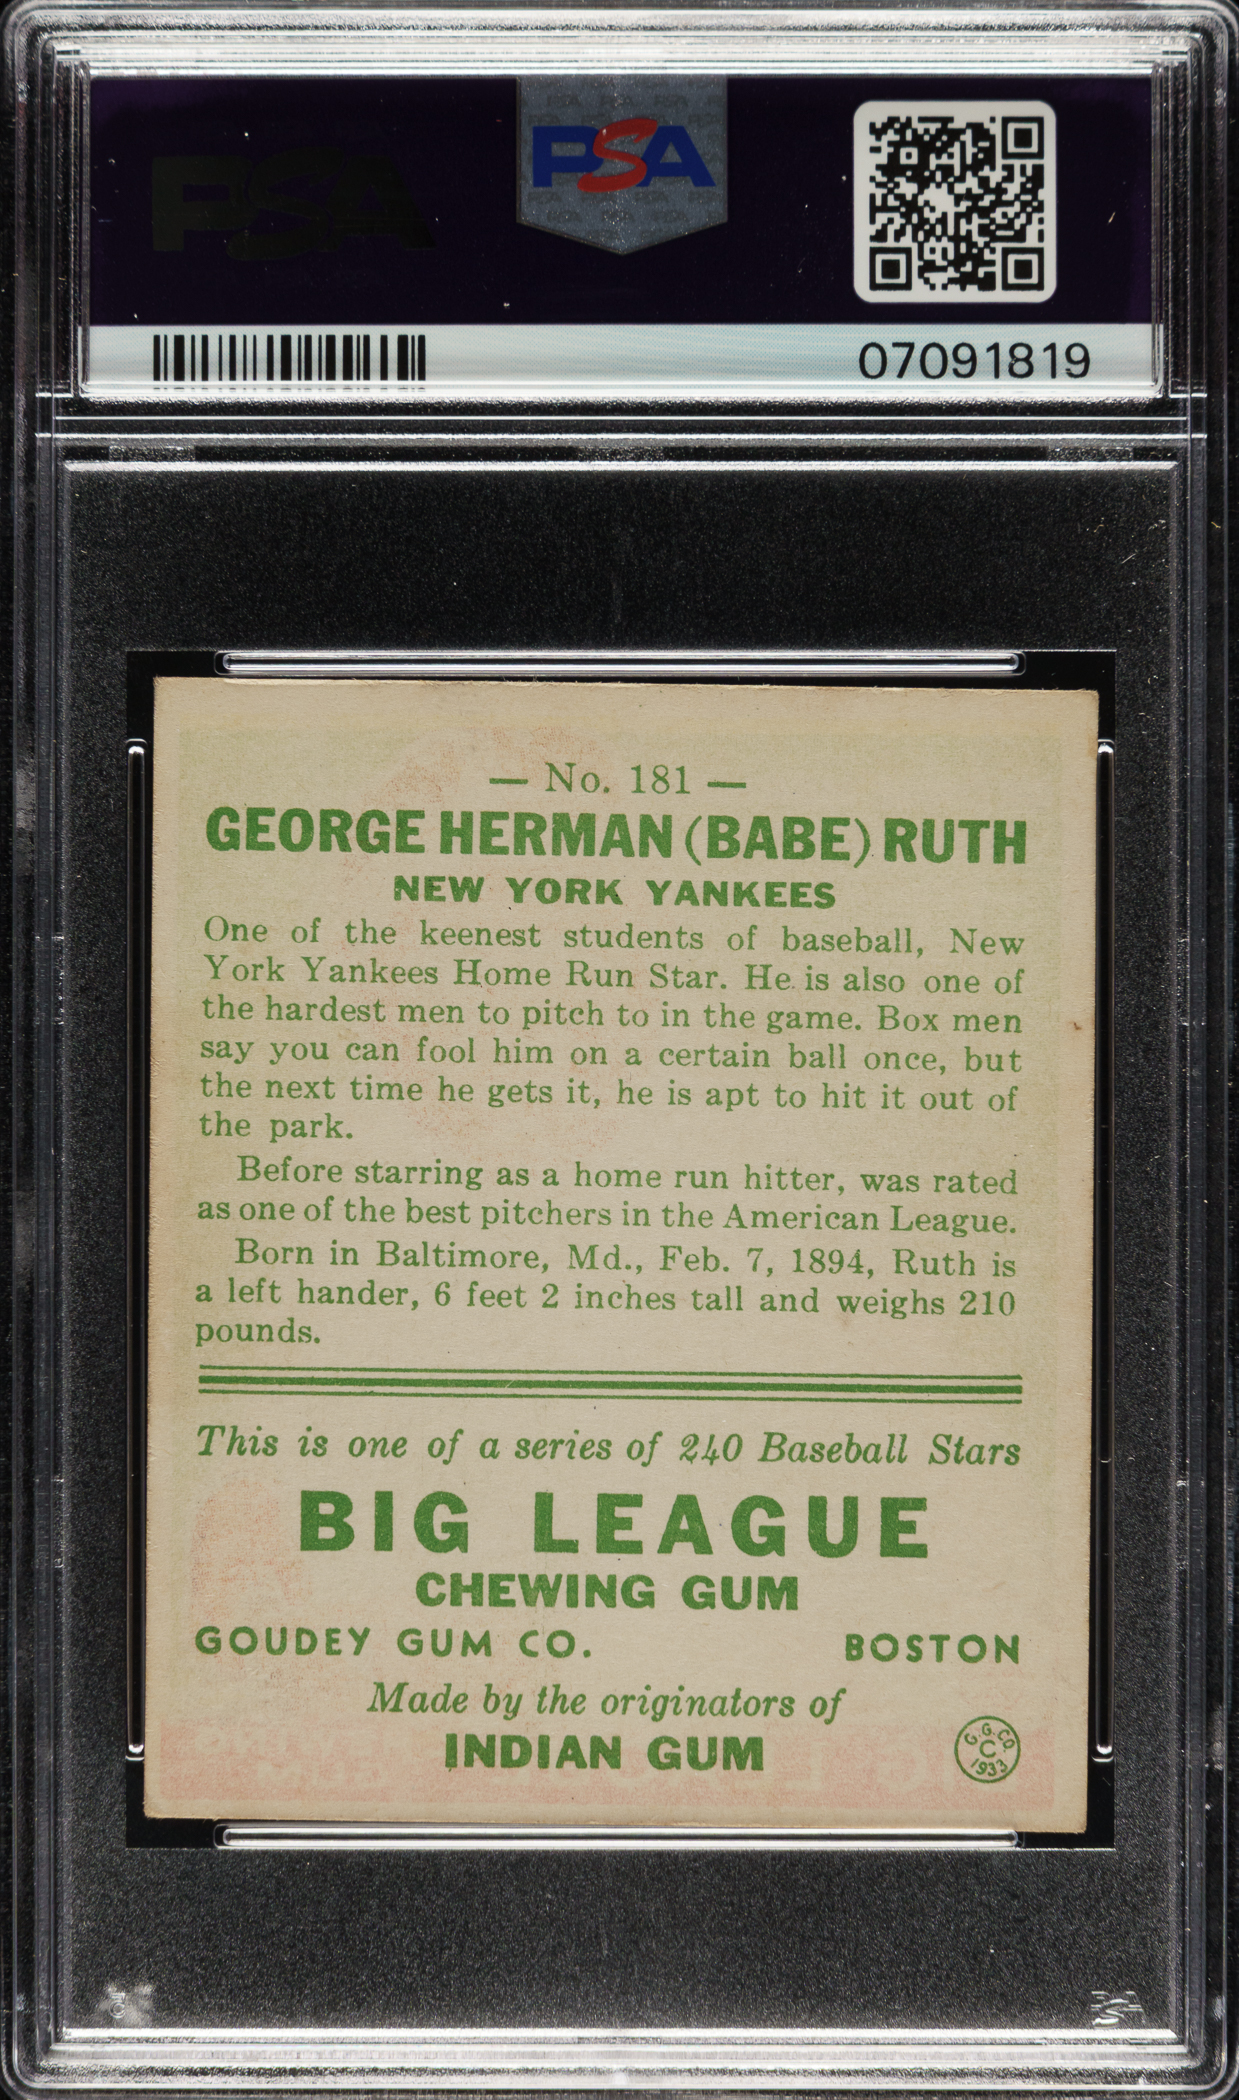 PSA
PSA
07091819
— No. 181 —
GEORGE HERMAN (BABE) RUTH
NEW YORK YANKEES
One of the keenest students of baseball, New
York Yankees Home Run Star. He is also one of
the hardest men to pitch to in the game. Box men
say you can fool him on a certain ball once, but
the next time he gets it, he is apt to hit it out of
the park.
Before starring as a home run hitter, was rated
as one of the best pitchers in the American League.
Born in Baltimore, Md., Feb. 7, 1894, Ruth is
a left hander, 6 feet 2 inches tall and weighs 210
pounds.
This is one of a series of 240 Baseball Stars
BIG LEAGUE
CHEWING GUM
GOUDEY GUM CO. BOSTON
Made by the originators of
INDIAN GUM
G.G.CO.
C
1933